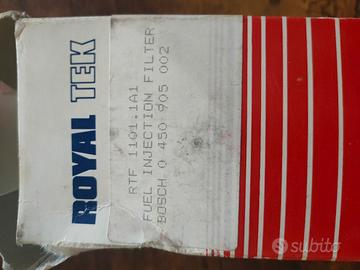 ROYAL TEK
RTF 1101.1A1
FUEL INJECTION FILTER
BOSCH 0 450 905 002
subito